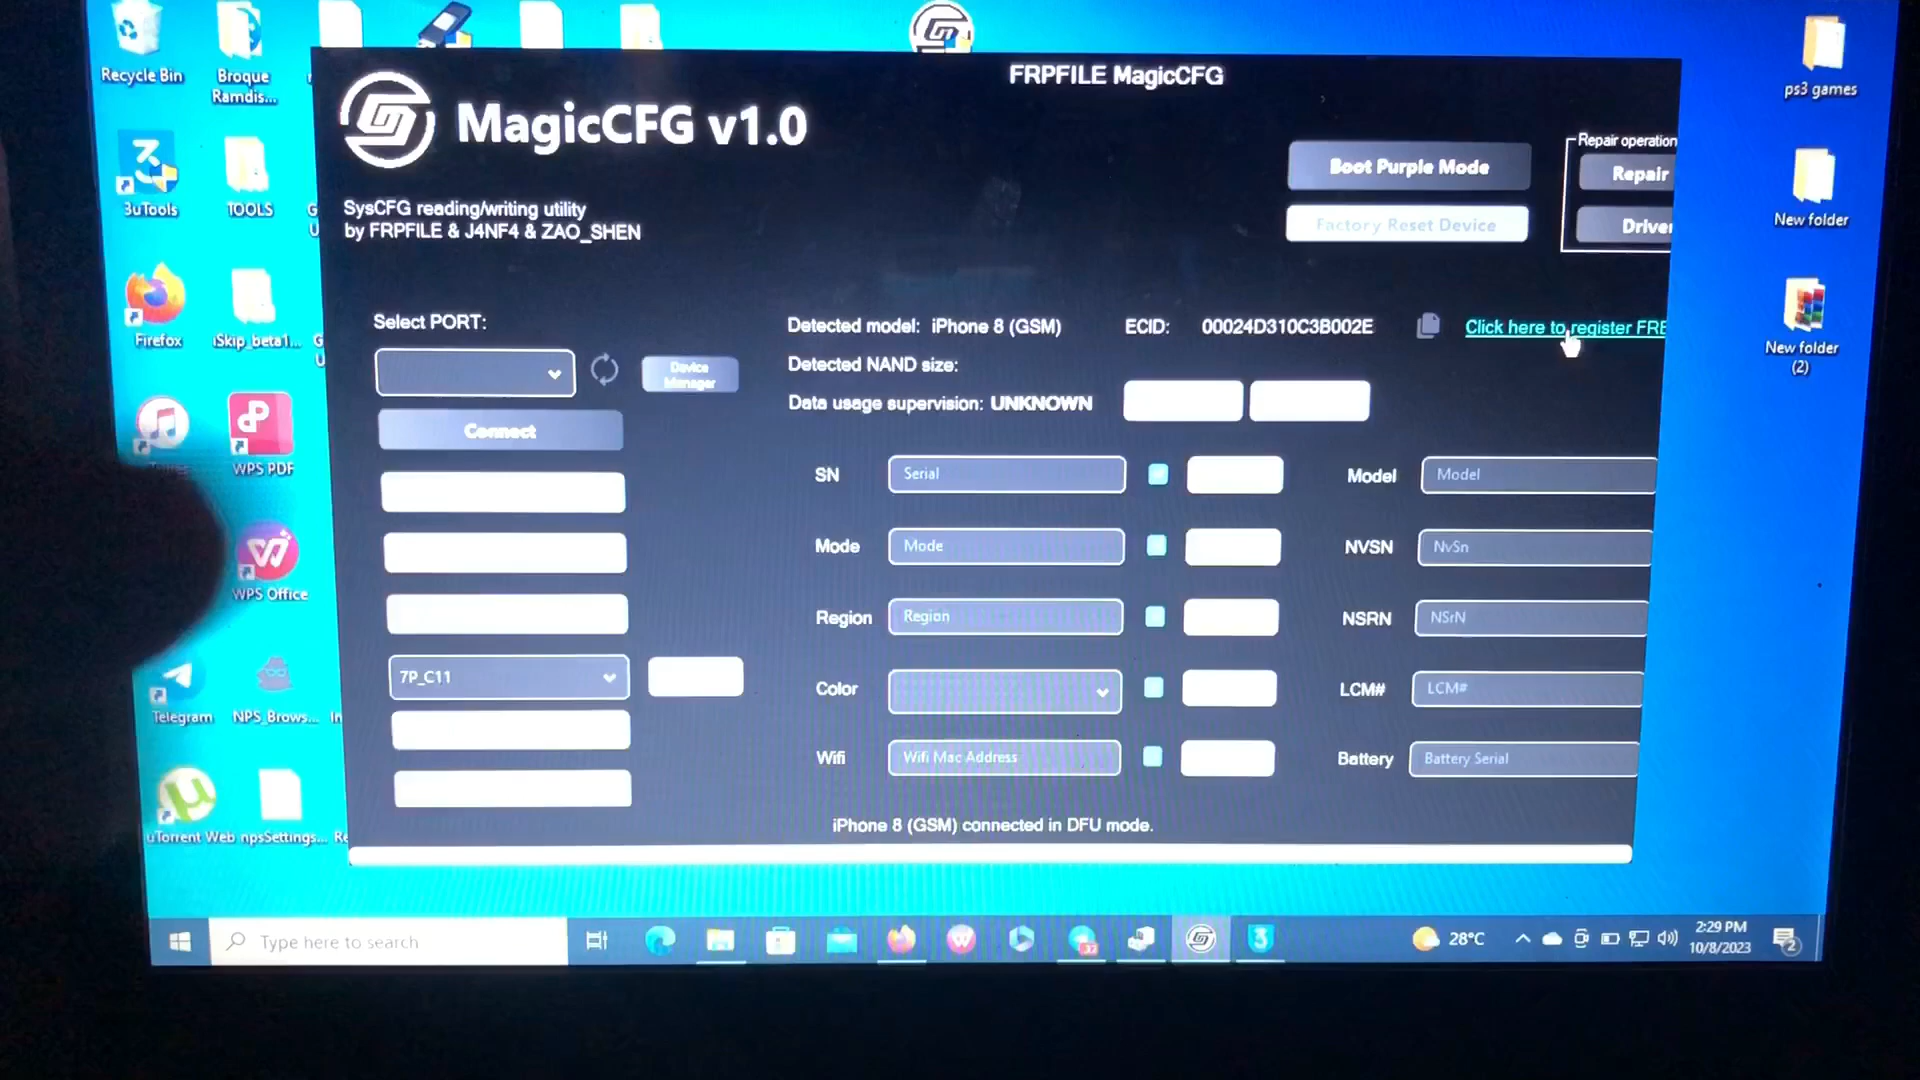 Recycle Bin
Broque
Ramdis...
3uTools
TOOLS
Firefox
iSkip_beta1...
WPS PDF
WPS Office
Telegram
NPS_Brows...
uTorrent Web
npsSettings...
FRPFILE MagicCFG
MagicCFG v1.0
SysCFG reading/writing utility
by FRPFILE & J4NF4 & ZAO_SHEN
Boot Purple Mode
Factory Reset Device
Repair operation
Repair
Driver
Select PORT:
Device
Manager
Connect
7P_C11
Detected model: iPhone 8 (GSM)
ECID: 00024D310C3B002E
Click here to register FRE
Detected NAND size:
Data usage supervision: UNKNOWN
SN Serial
Model Model
Mode Mode
NVSN NvSn
Region Region
NSRN NSrN
Color
LCM# LCM#
Wifi Wifi Mac Address
Battery Battery Serial
iPhone 8 (GSM) connected in DFU mode.
ps3 games
New folder
New folder
(2)
Type here to search
28°C
2:29 PM
10/8/2023